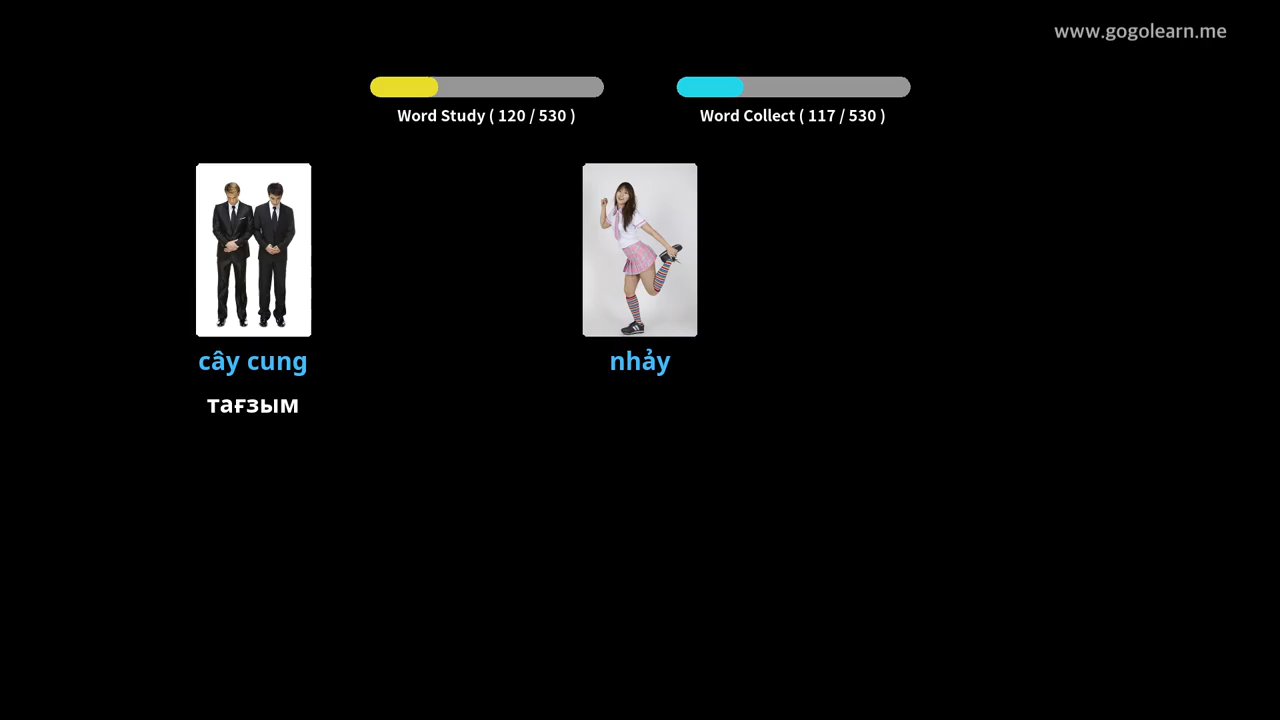 www.gogolearn.me
Word Study ( 120 / 530 )
Word Collect ( 117 / 530 )
cây cung
nhảy
тағзым